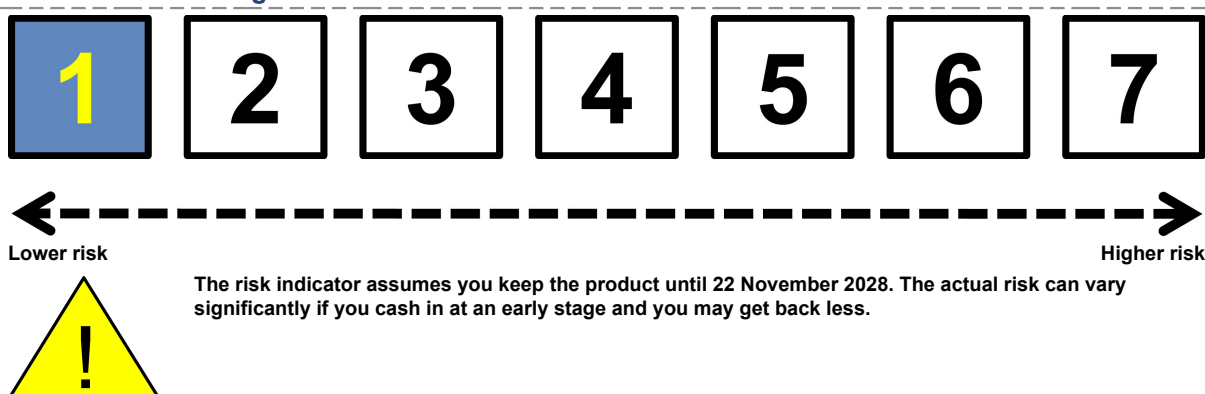 1 2 3 4 5 6 7
Lower risk Higher risk
The risk indicator assumes you keep the product until 22 November 2028. The actual risk can vary
significantly if you cash in at an early stage and you may get back less.
!